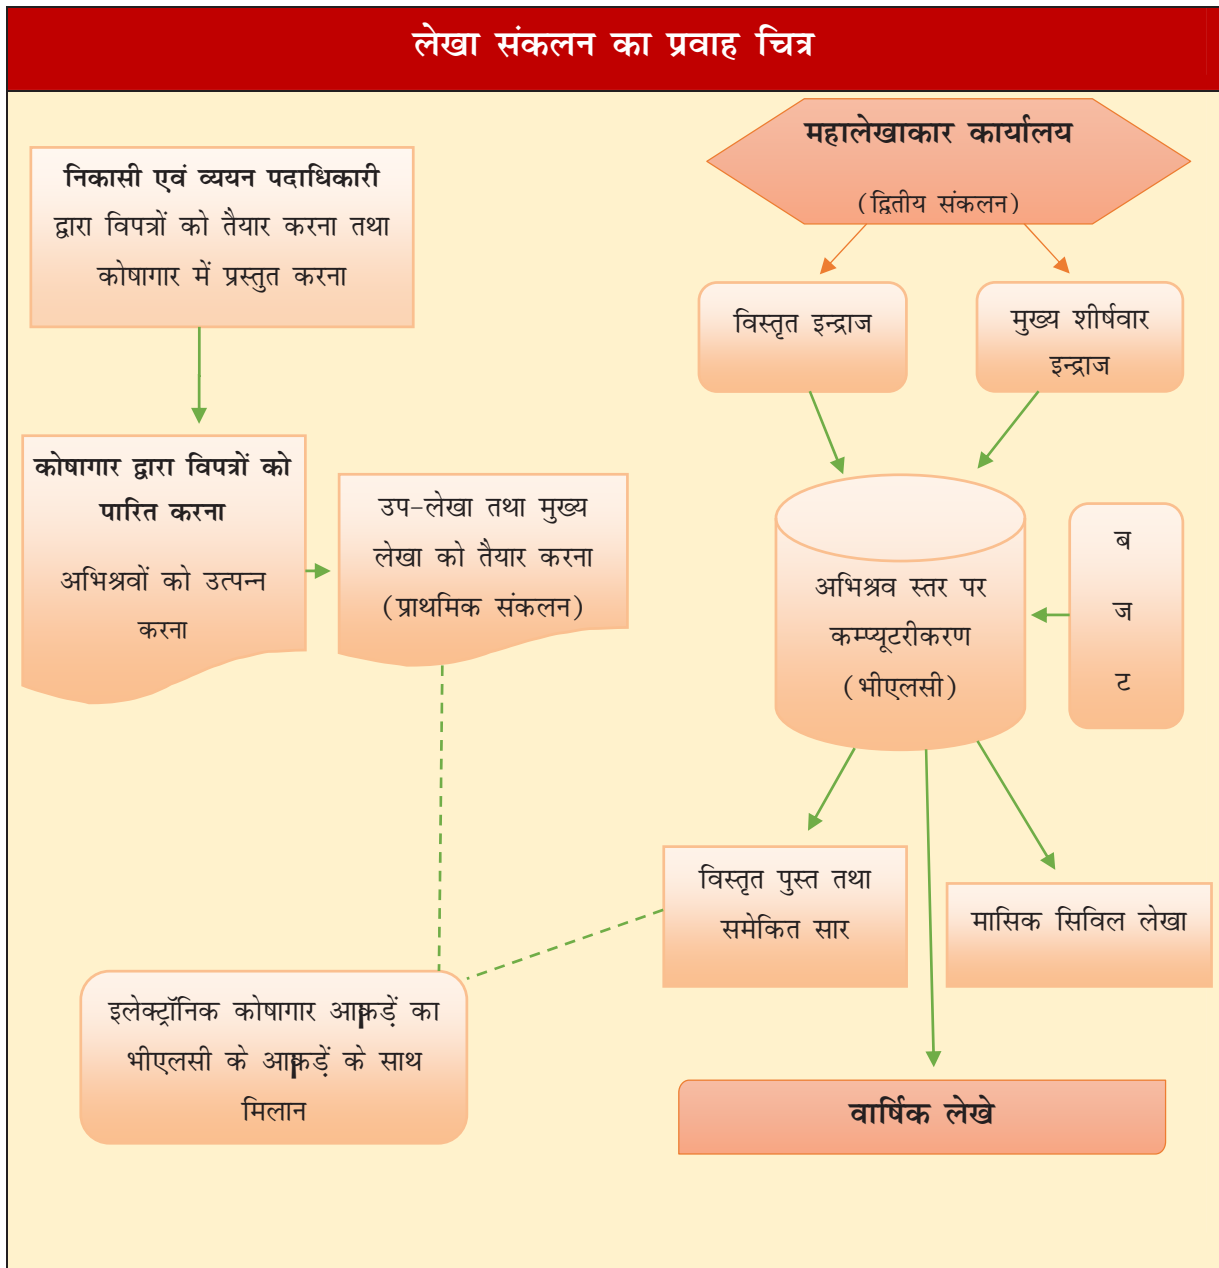 लेखा संकलन का प्रवाह चित्र
निकासी एवं व्ययन पदाधिकारी
द्वारा विपत्रों को तैयार करना तथा
कोषागार में प्रस्तुत करना
कोषागार द्वारा विपत्रों को
पारित करना
अभिश्रवों को उत्पन्न
करना
उप-लेखा तथा मुख्य
लेखा को तैयार करना
(प्राथमिक संकलन)
महालेखाकार कार्यालय
(द्वितीय संकलन)
विस्तृत इन्द्राज
मुख्य शीर्षवार
इन्द्राज
अभिश्रव स्तर पर
कम्प्यूटरीकरण
(भीएलसी)
ब
ज
ट
विस्तृत पुस्त तथा
समेकित सार
मासिक सिविल लेखा
इलेक्ट्रॉनिक कोषागार आकड़ें का
भीएलसी के आकड़ें के साथ
मिलान
वार्षिक लेखे